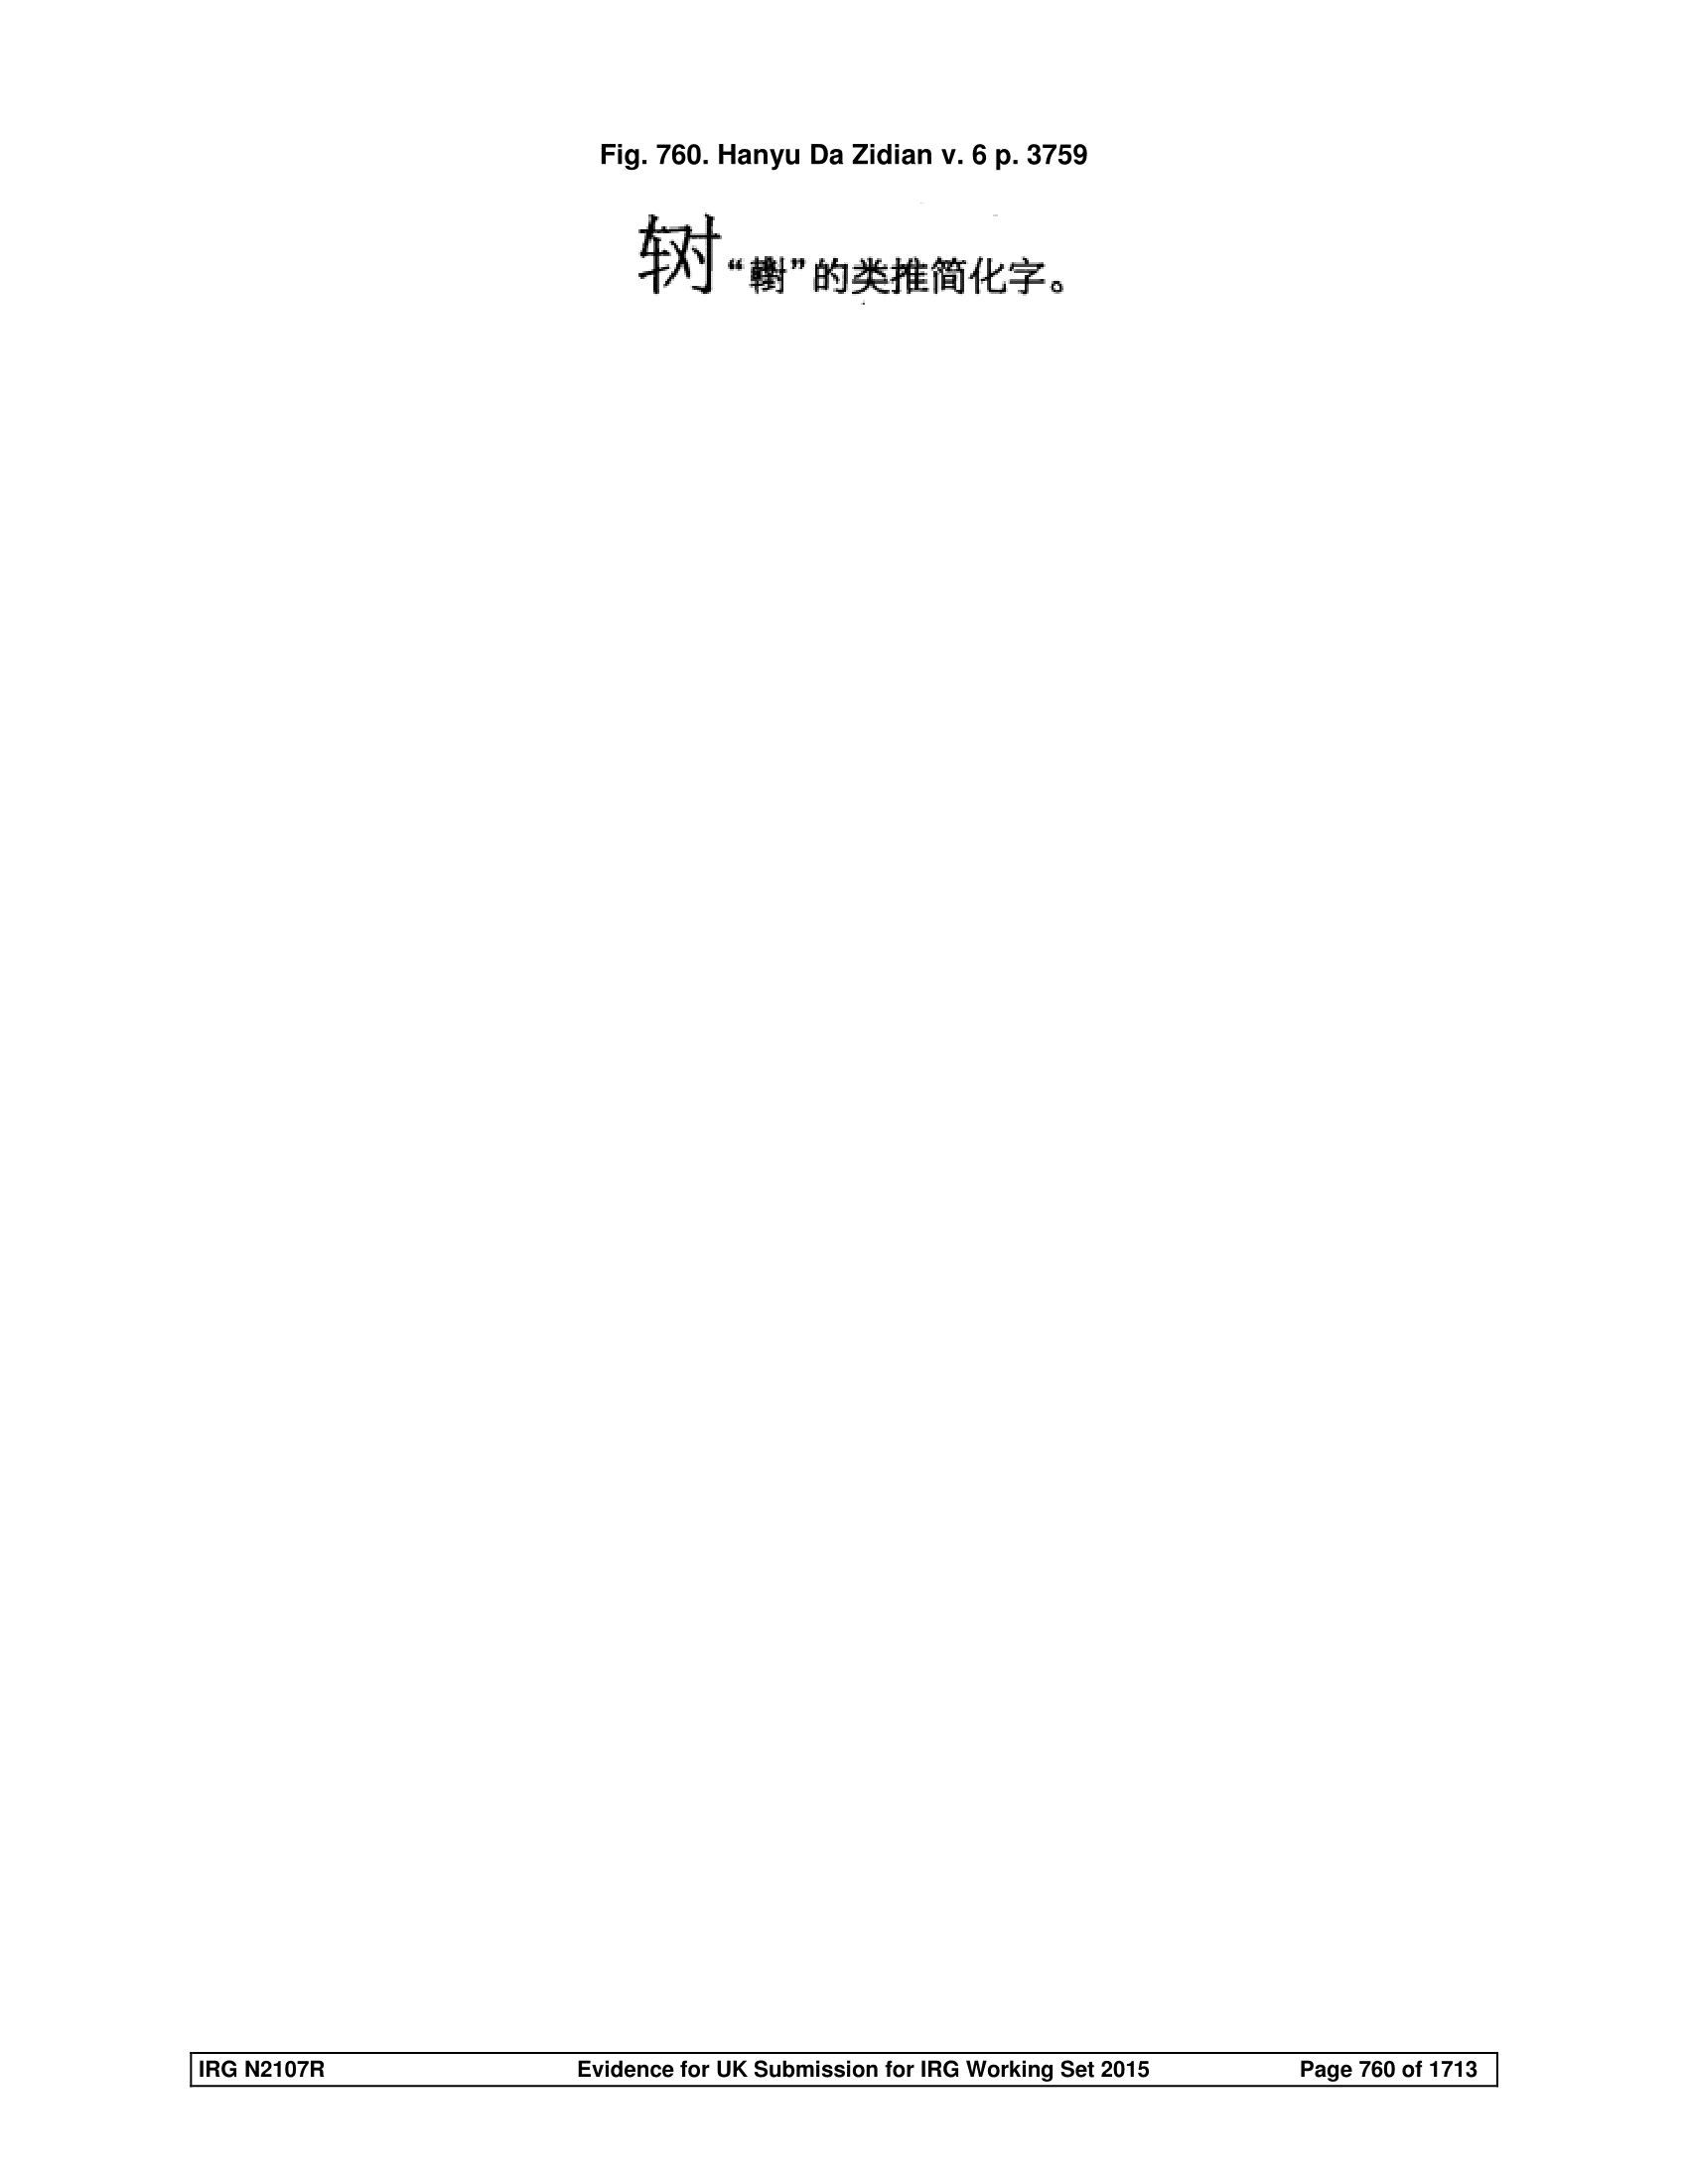 Fig. 760. Hanyu Da Zidian v. 6 p. 3759
“轛”的类推简化字。
IRG N2107R Evidence for UK Submission for IRG Working Set 2015 Page 760 of 1713